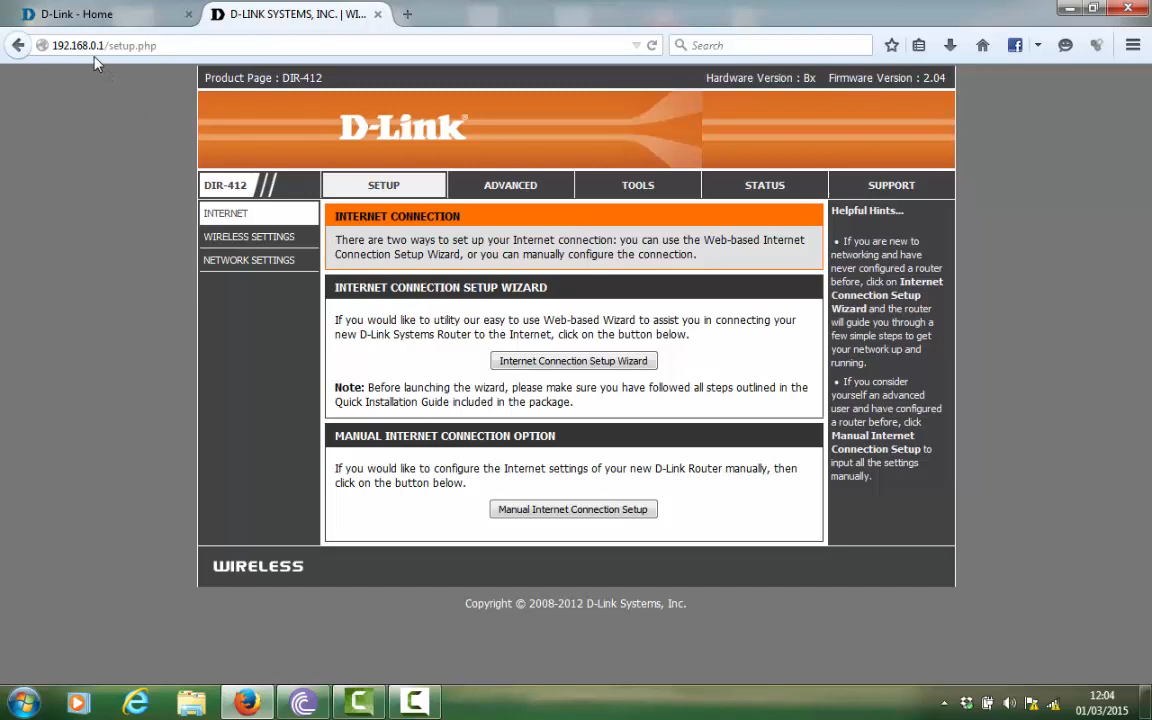 D-Link - Home
D-LINK SYSTEMS, INC. | WI...
192.168.0.1/setup.php
Search
Product Page : DIR-412
Hardware Version : Bx
Firmware Version : 2.04
D-Link
DIR-412
SETUP
ADVANCED
TOOLS
STATUS
SUPPORT
INTERNET
WIRELESS SETTINGS
NETWORK SETTINGS
INTERNET CONNECTION
There are two ways to set up your Internet connection: you can use the Web-based Internet
Connection Setup Wizard, or you can manually configure the connection.
INTERNET CONNECTION SETUP WIZARD
If you would like to utility our easy to use Web-based Wizard to assist you in connecting your
new D-Link Systems Router to the Internet, click on the button below.
Internet Connection Setup Wizard
Note: Before launching the wizard, please make sure you have followed all steps outlined in the
Quick Installation Guide included in the package.
MANUAL INTERNET CONNECTION OPTION
If you would like to configure the Internet settings of your new D-Link Router manually, then
click on the button below.
Manual Internet Connection Setup
Helpful Hints...
• If you are new to
networking and have
never configured a router
before, click on Internet
Connection Setup
Wizard and the router
will guide you through a
few simple steps to get
your network up and
running.
• If you consider
yourself an advanced
user and have configured
a router before, click
Manual Internet
Connection Setup to
input all the settings
manually.
WIRELESS
Copyright © 2008-2012 D-Link Systems, Inc.
12:04
01/03/2015